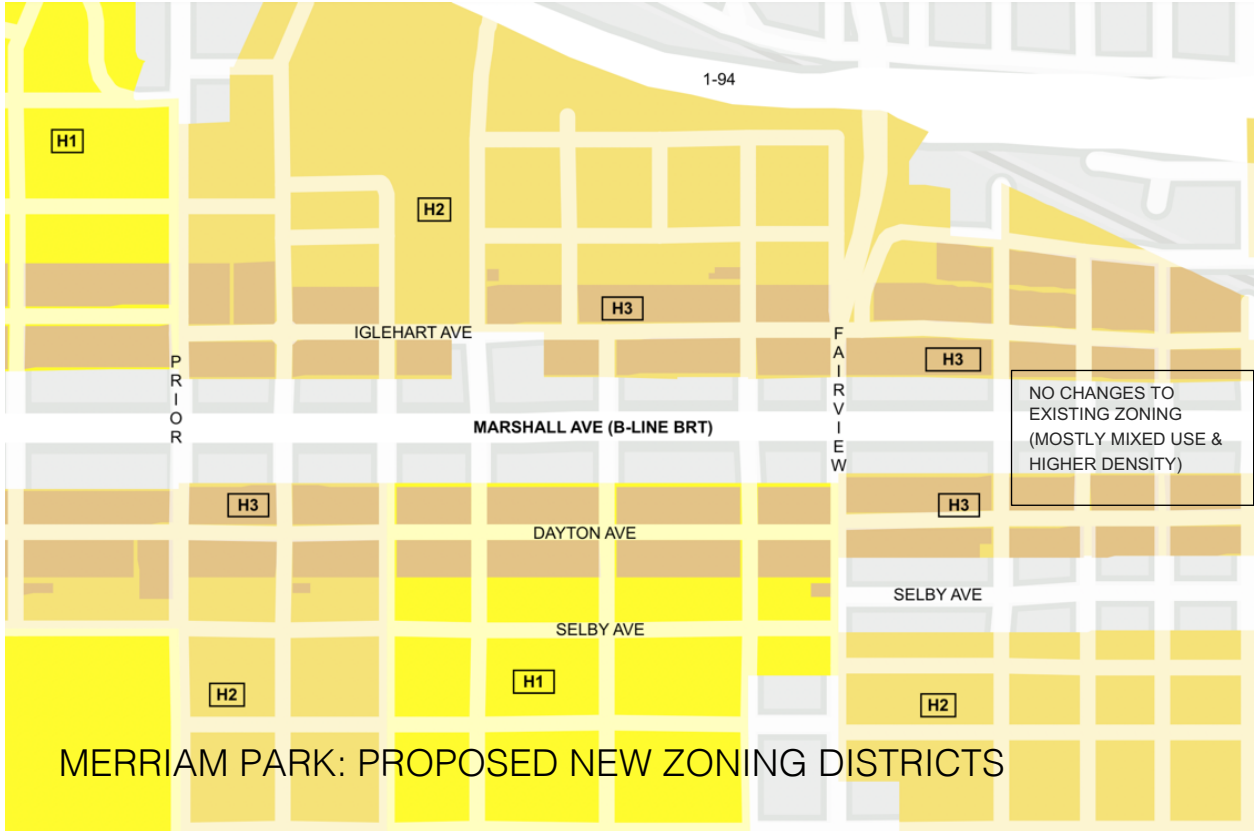 1-94
H1
H2
H3
IGLEHART AVE
FAIRVIEW
H3
PRIOR
NO CHANGES TO
EXISTING ZONING
(MOSTLY MIXED USE &
HIGHER DENSITY)
MARSHALL AVE (B-LINE BRT)
H3
H3
DAYTON AVE
SELBY AVE
SELBY AVE
H1
H2
H2
MERRIAM PARK: PROPOSED NEW ZONING DISTRICTS